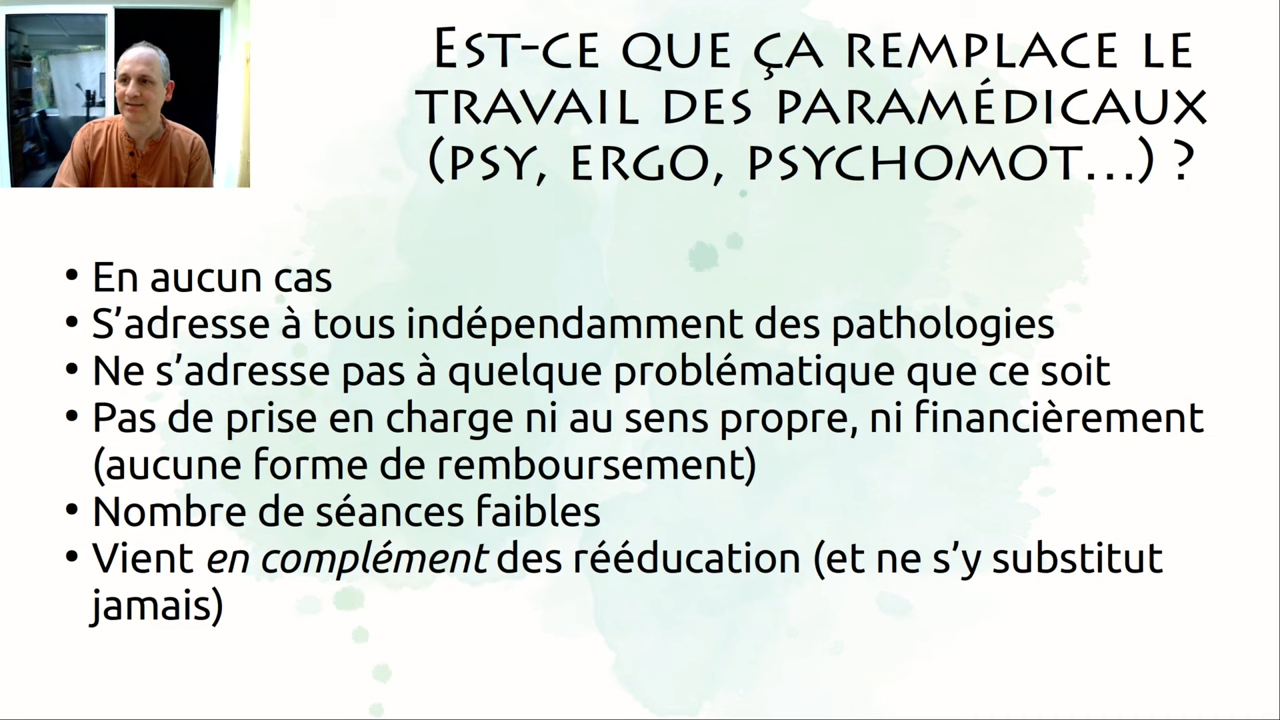 Est-ce que ça remplace le
travail des paramédicaux
(psy, ergo, psychomot…) ?
• En aucun cas
• S’adresse à tous indépendamment des pathologies
• Ne s’adresse pas à quelque problématique que ce soit
• Pas de prise en charge ni au sens propre, ni financièrement
(aucune forme de remboursement)
• Nombre de séances faibles
• Vient en complément des rééducation (et ne s’y substitut
jamais)